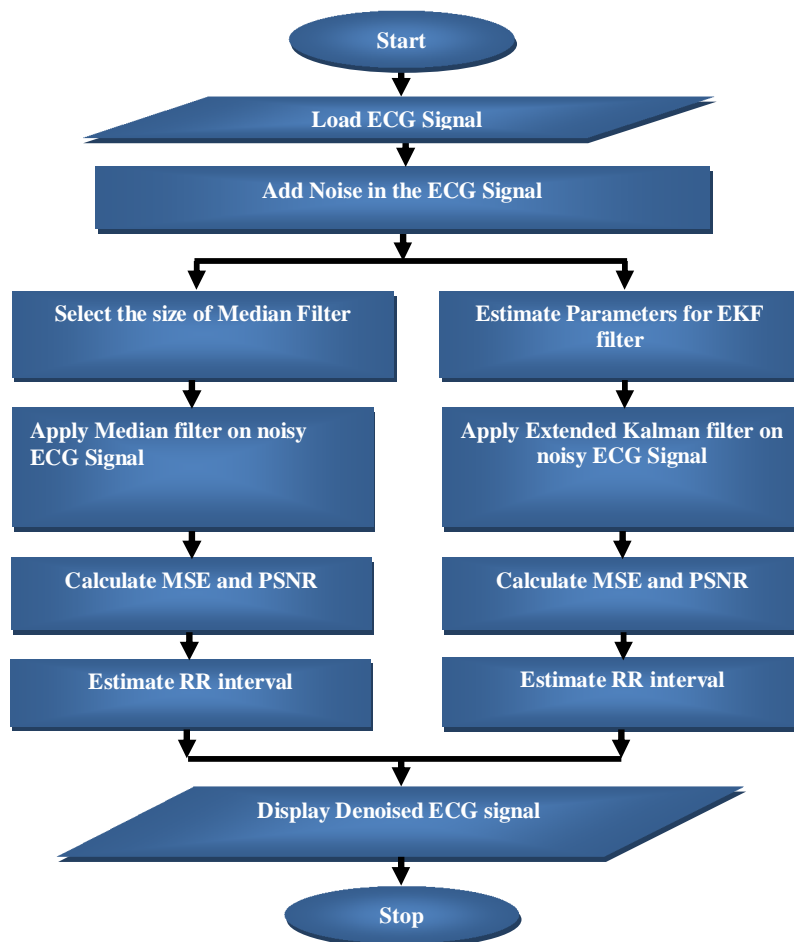 Start
Load ECG Signal
Add Noise in the ECG Signal
Select the size of Median Filter
Estimate Parameters for EKF
filter
Apply Median filter on noisy
ECG Signal
Apply Extended Kalman filter on
noisy ECG Signal
Calculate MSE and PSNR
Calculate MSE and PSNR
Estimate RR interval
Estimate RR interval
Display Denoised ECG signal
Stop